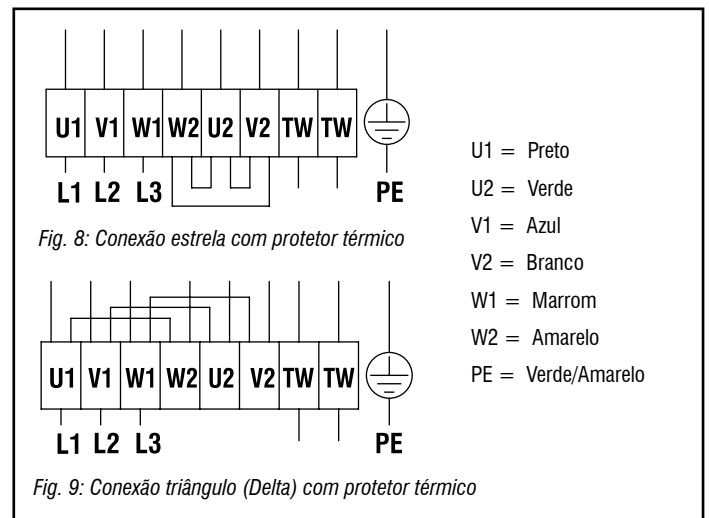 U1 V1 W1 W2 U2 V2 TW TW
L1 L2 L3 PE
Fig. 8: Conexão estrela com protetor térmico
U1 V1 W1 W2 U2 V2 TW TW
L1 L2 L3 PE
Fig. 9: Conexão triângulo (Delta) com protetor térmico
U1 = Preto
U2 = Verde
V1 = Azul
V2 = Branco
W1 = Marrom
W2 = Amarelo
PE = Verde/Amarelo